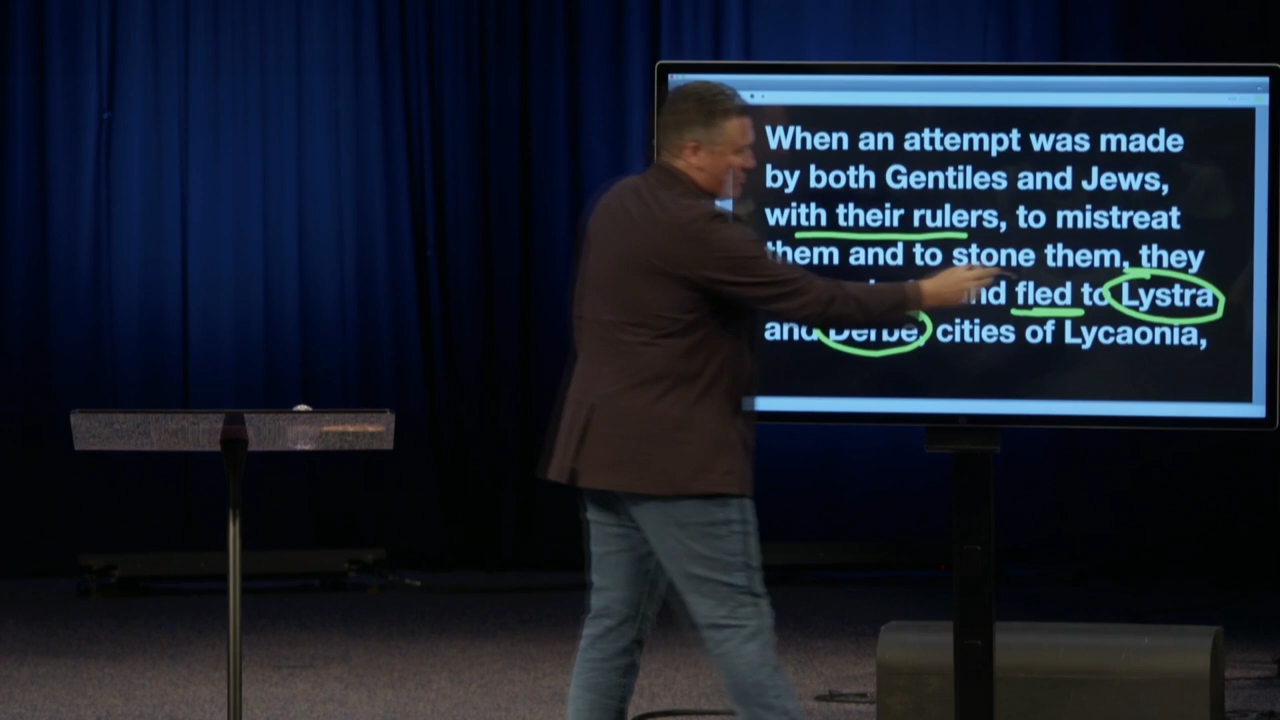 When an attempt was made
by both Gentiles and Jews,
with their rulers, to mistreat
them and to stone them, they
fled to Lystra
and Derbe, cities of Lycaonia,